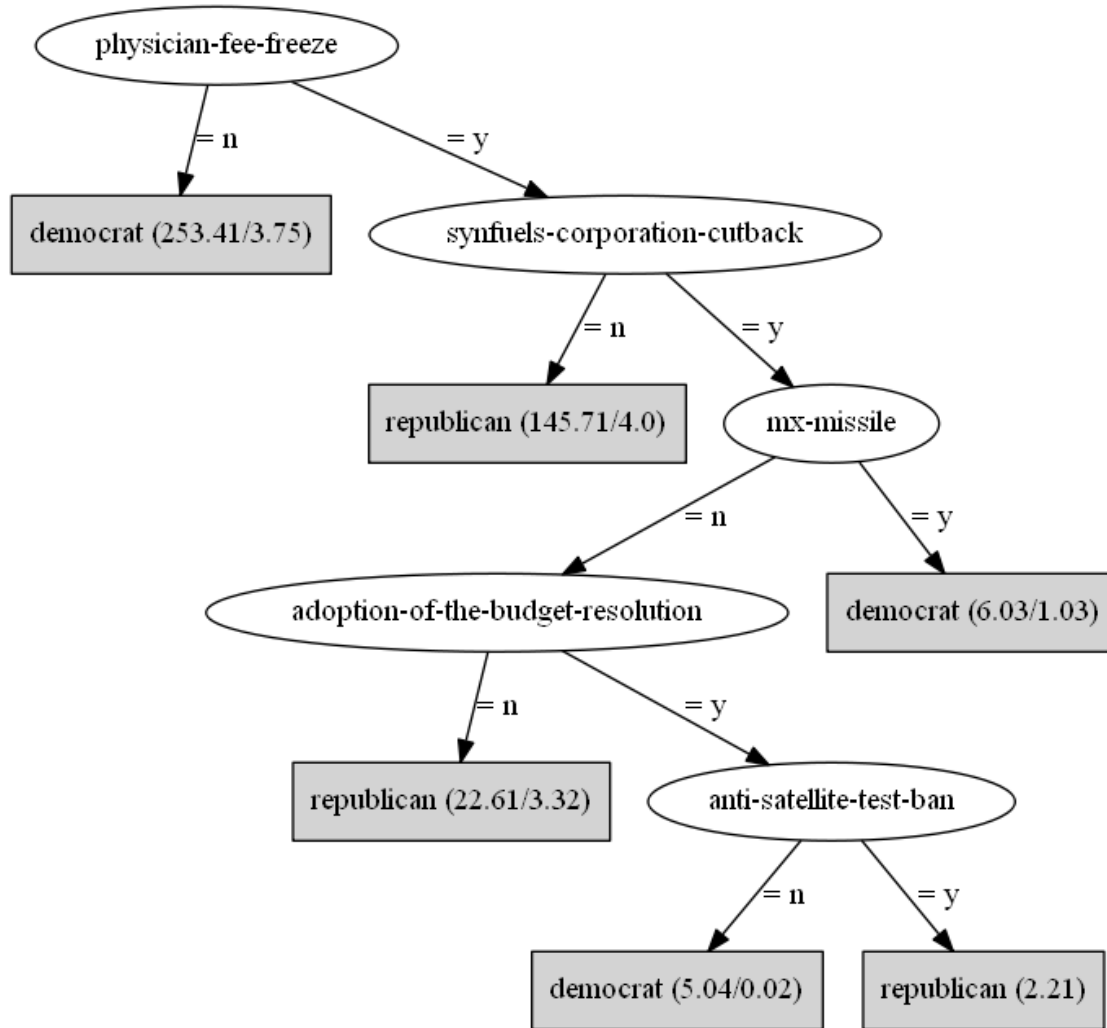 physician-fee-freeze
= n
= y
democrat (253.41/3.75)
synfuels-corporation-cutback
= n
= y
republican (145.71/4.0)
mx-missile
= n
= y
adoption-of-the-budget-resolution
democrat (6.03/1.03)
= n
= y
republican (22.61/3.32)
anti-satellite-test-ban
= n
= y
democrat (5.04/0.02)
republican (2.21)